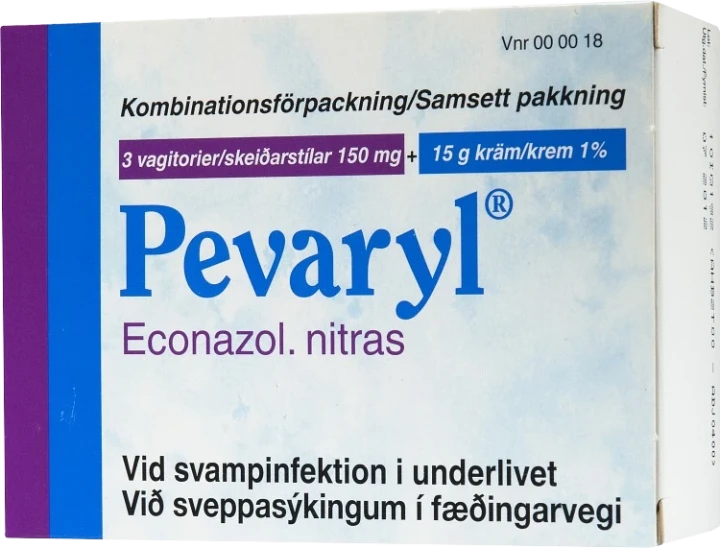 Vnr 00 00 18
Kombinationsförpackning/Samsett pakkning
3 vagitorier/skeiðarstílar 150 mg + 15 g kräm/krem 1%
Pevaryl®
Econazol. nitras
Vid svampinfektion i underlivet
Við sveppasýkingum í fæðingarvegi